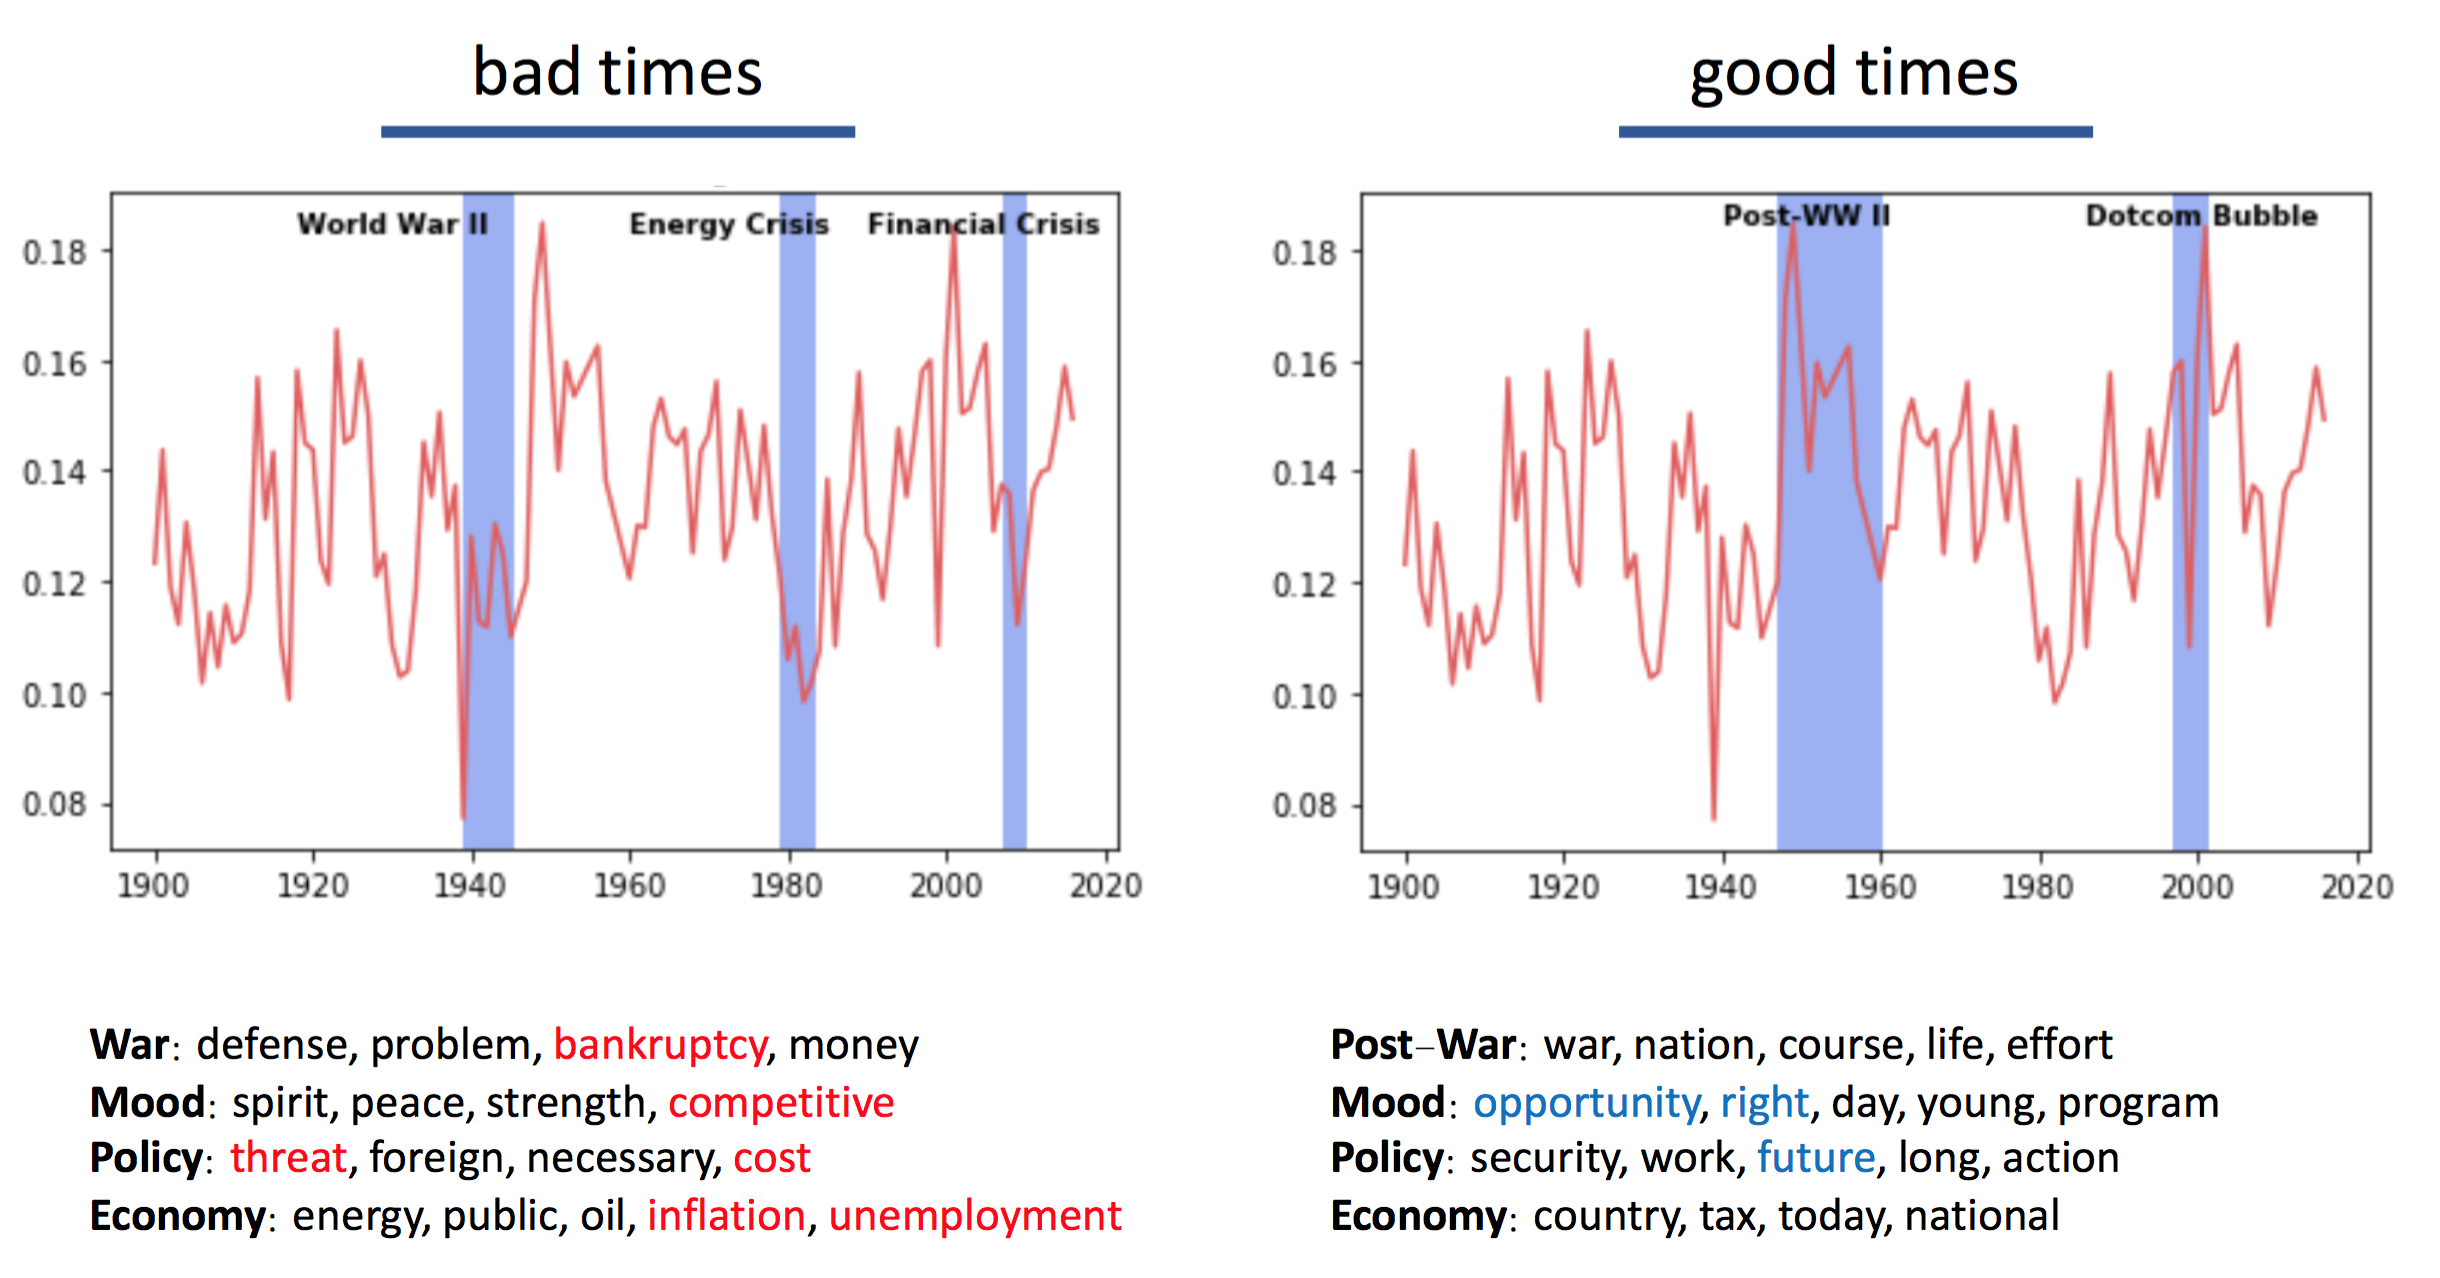 bad times
World War II Energy Crisis Financial Crisis
0.18
0.16
0.14
0.12
0.10
0.08
1900 1920 1940 1960 1980 2000 2020
War: defense, problem, bankruptcy, money
Mood: spirit, peace, strength, competitive
Policy: threat, foreign, necessary, cost
Economy: energy, public, oil, inflation, unemployment
good times
Post-WW II Dotcom Bubble
0.18
0.16
0.14
0.12
0.10
0.08
1900 1920 1940 1960 1980 2000 2020
Post–War: war, nation, course, life, effort
Mood: opportunity, right, day, young, program
Policy: security, work, future, long, action
Economy: country, tax, today, national